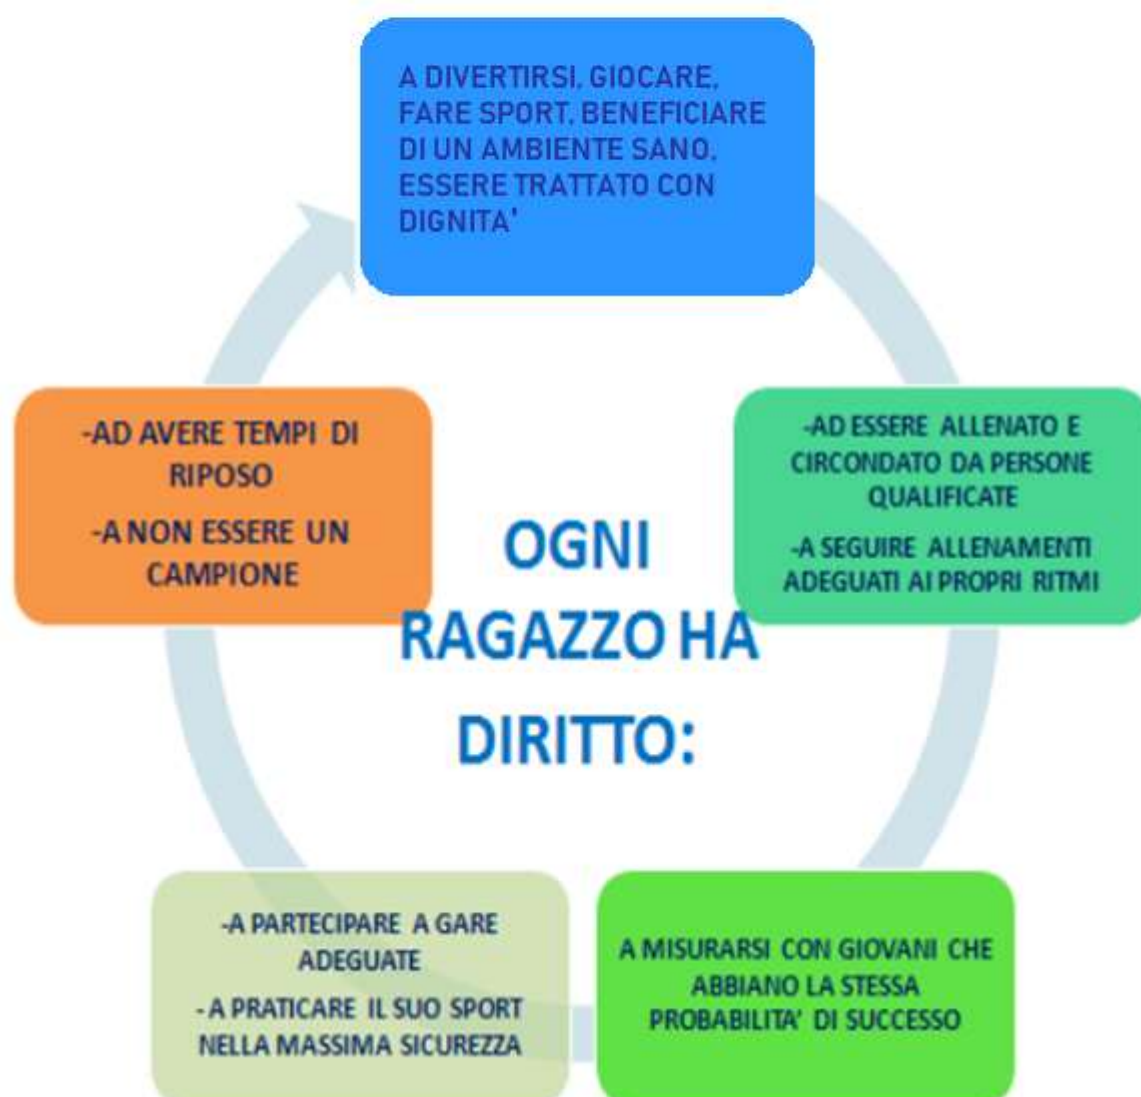 A DIVERTIRSI, GIOCARE,
FARE SPORT, BENEFICIARE
DI UN AMBIENTE SANO,
ESSERE TRATTATO CON
DIGNITA'
-AD ESSERE ALLENATO E
CIRCONDATO DA PERSONE
QUALIFICATE
-A SEGUIRE ALLENAMENTI
ADEGUATI AI PROPRI RITMI
A MISURARSI CON GIOVANI CHE
ABBIANO LA STESSA
PROBABILITA' DI SUCCESSO
-A PARTECIPARE A GARE
ADEGUATE
- A PRATICARE IL SUO SPORT
NELLA MASSIMA SICUREZZA
-AD AVERE TEMPI DI
RIPOSO
-A NON ESSERE UN
CAMPIONE
OGNI
RAGAZZO HA
DIRITTO: